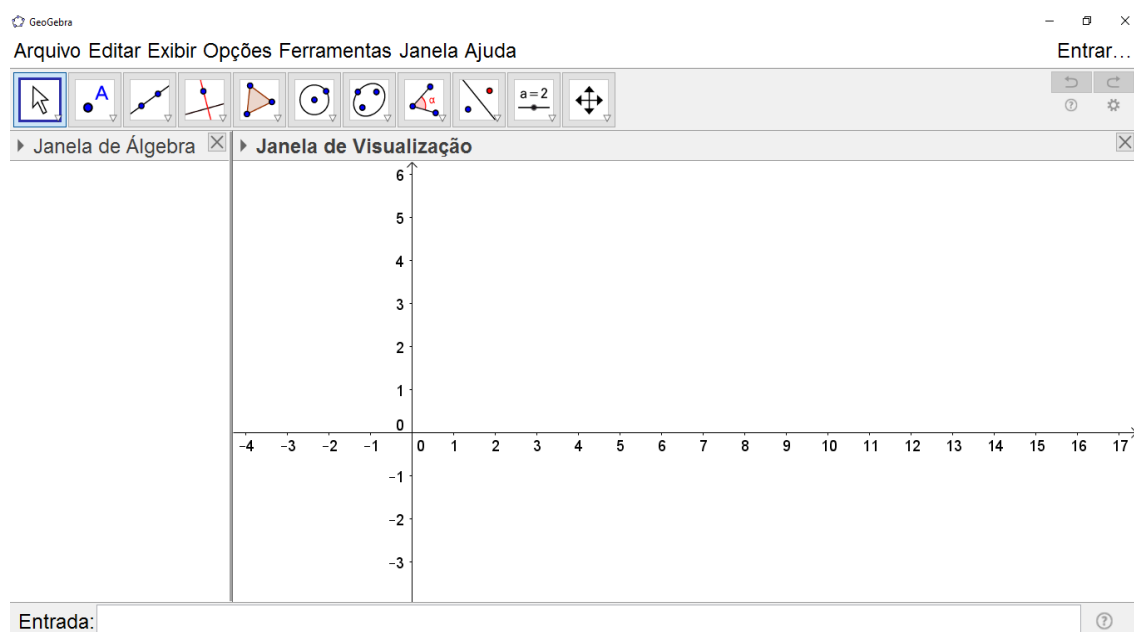 GeoGebra
Arquivo Editar Exibir Opções Ferramentas Janela Ajuda
Entrar...
A
α
a=2
Janela de Álgebra
Janela de Visualização
6
5
4
3
2
1
0
-4 -3 -2 -1 0 1 2 3 4 5 6 7 8 9 10 11 12 13 14 15 16 17
-1
-2
-3
Entrada: